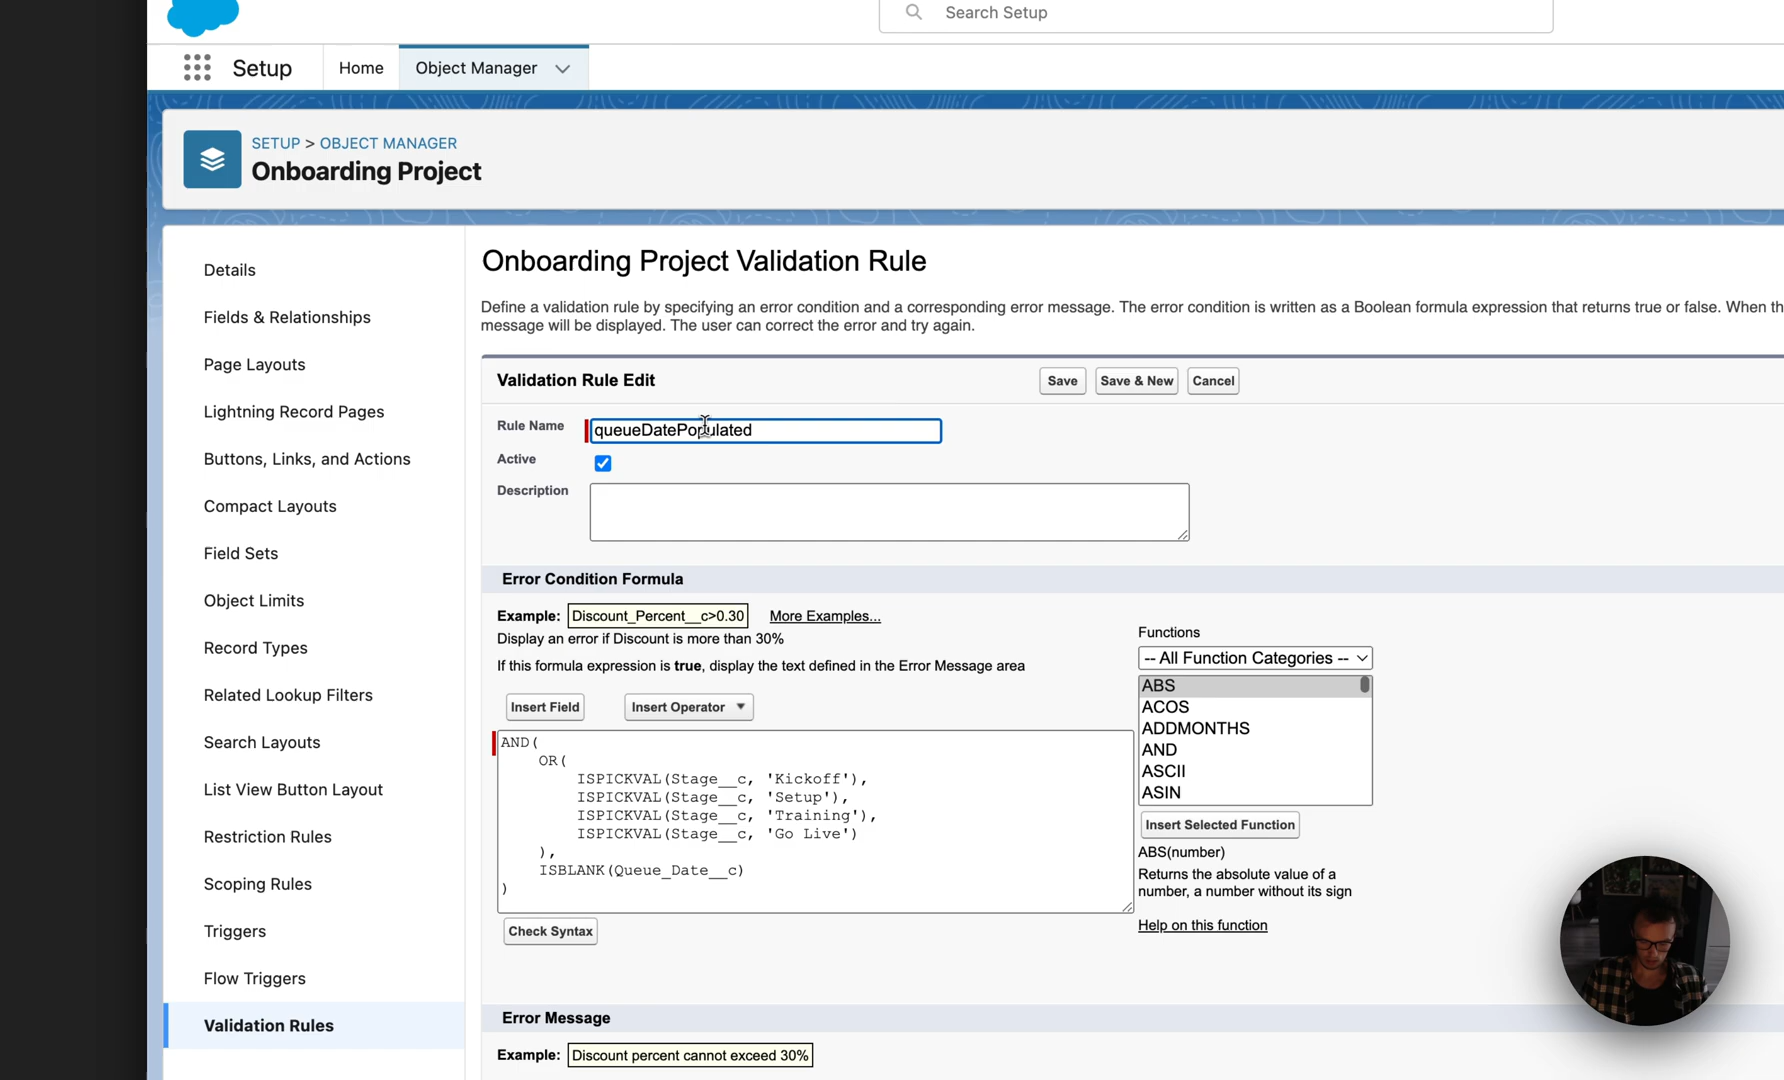 Search Setup
Setup
Home
Object Manager
SETUP > OBJECT MANAGER
Onboarding Project
Details
Fields & Relationships
Page Layouts
Lightning Record Pages
Buttons, Links, and Actions
Compact Layouts
Field Sets
Object Limits
Record Types
Related Lookup Filters
Search Layouts
List View Button Layout
Restriction Rules
Scoping Rules
Triggers
Flow Triggers
Validation Rules
Onboarding Project Validation Rule
Define a validation rule by specifying an error condition and a corresponding error message. The error condition is written as a Boolean formula expression that returns true or false. When th
message will be displayed. The user can correct the error and try again.
Validation Rule Edit
Save
Save & New
Cancel
Rule Name
queueDatePopulated
Active
Description
Error Condition Formula
Example: Discount_Percent__c>0.30 More Examples...
Display an error if Discount is more than 30%
If this formula expression is true, display the text defined in the Error Message area
Insert Field
Insert Operator
AND(
OR(
ISPICKVAL(Stage__c, 'Kickoff'),
ISPICKVAL(Stage__c, 'Setup'),
ISPICKVAL(Stage__c, 'Training'),
ISPICKVAL(Stage__c, 'Go Live')
),
ISBLANK(Queue_Date__c)
)
Check Syntax
Functions
-- All Function Categories --
ABS
ACOS
ADDMONTHS
AND
ASCII
ASIN
Insert Selected Function
ABS(number)
Returns the absolute value of a
number, a number without its sign
Help on this function
Error Message
Example: Discount percent cannot exceed 30%